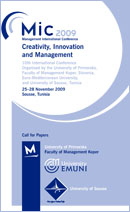 Mic 2009
Management International Conference
Creativity, Innovation
and Management
10th International Conference
Organised by the University of Primorska,
Faculty of Management Koper, Slovenia;
Euro-Mediterranean University,
and University of Sousse, Tunisia
25–28 November 2009
Sousse, Tunisia
Call for Papers
University of Primorska
Faculty of Management Koper
University
EMUNI
University of Sousse